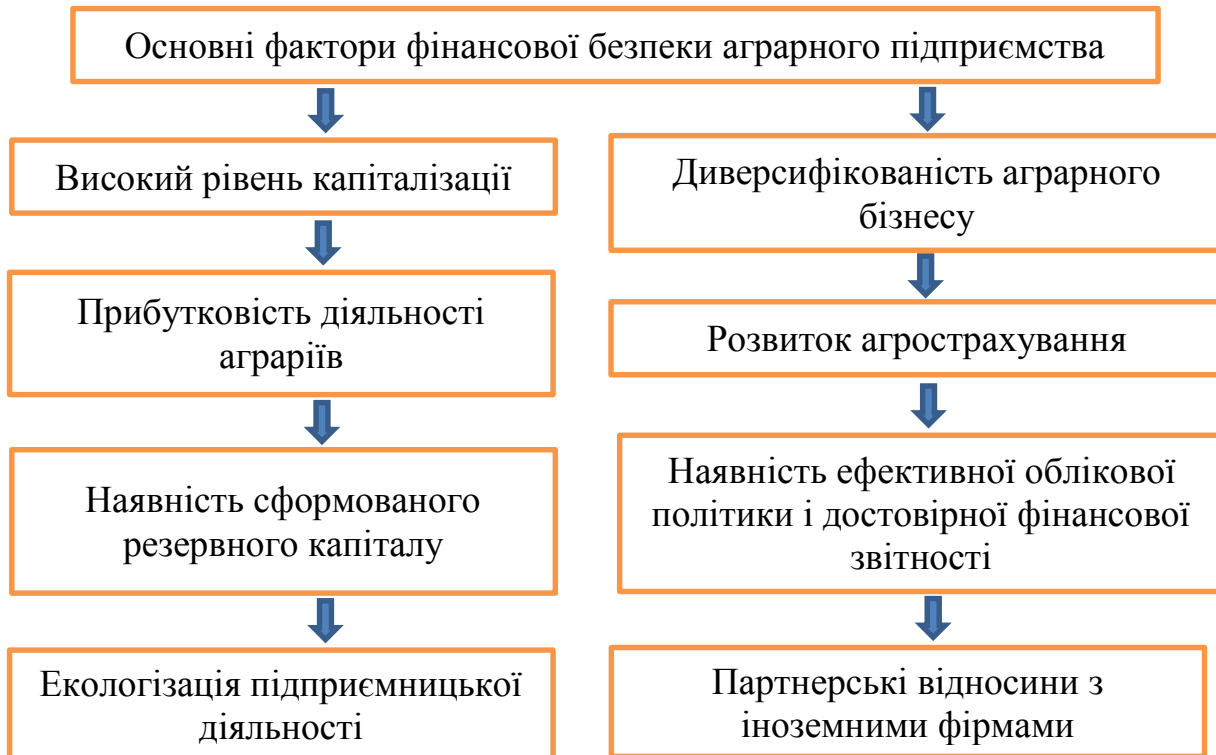 Основні фактори фінансової безпеки аграрного підприємства
Високий рівень капіталізації
Прибутковість діяльності
аграріїв
Наявність сформованого
резервного капіталу
Екологізація підприємницької
діяльності
Диверсифікованість аграрного
бізнесу
Розвиток агрострахування
Наявність ефективної облікової
політики і достовірної фінансової
звітності
Партнерські відносини з
іноземними фірмами